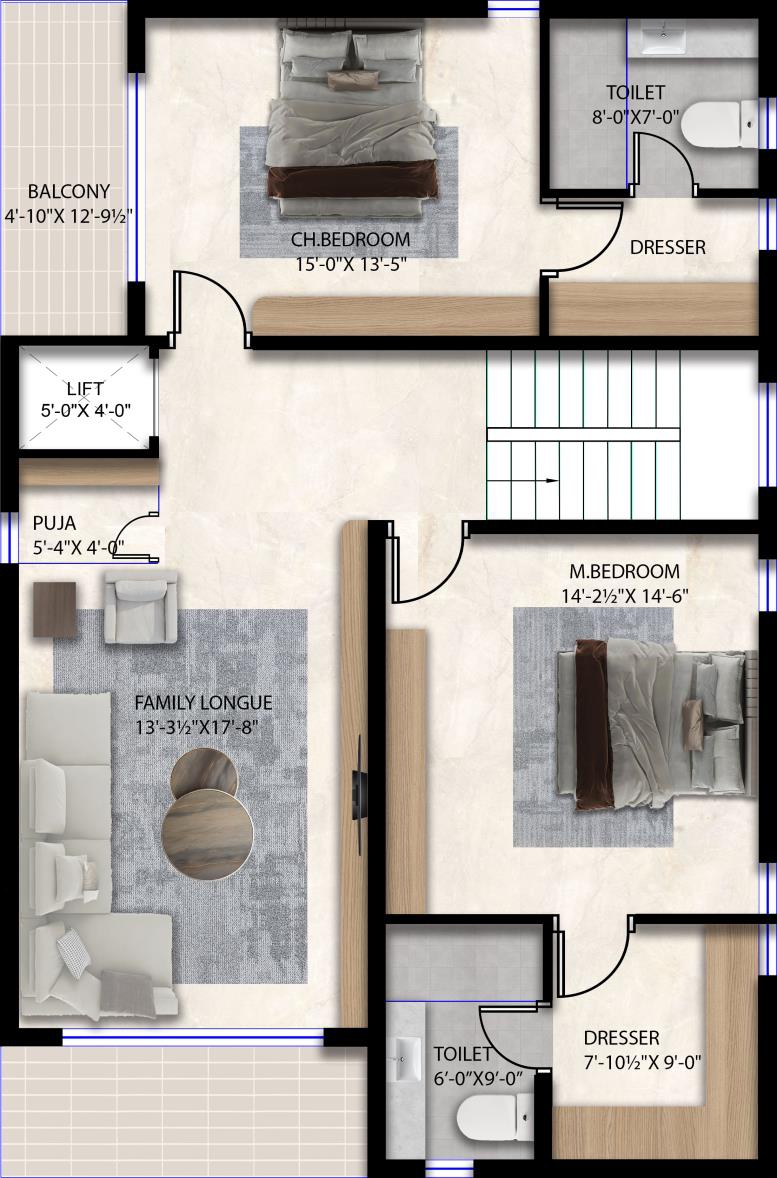 TOILET
8'-0"X7'-0"
BALCONY
4'-10"X 12'-9½"
CH.BEDROOM
15'-0"X 13'-5"
DRESSER
LIFT
5'-0"X 4'-0"
PUJA
5'-4"X 4'-0"
M.BEDROOM
14'-2½"X 14'-6"
FAMILY LONGUE
13'-3½"X17'-8"
DRESSER
7'-10½"X 9'-0"
TOILET
6'-0"X9'-0"